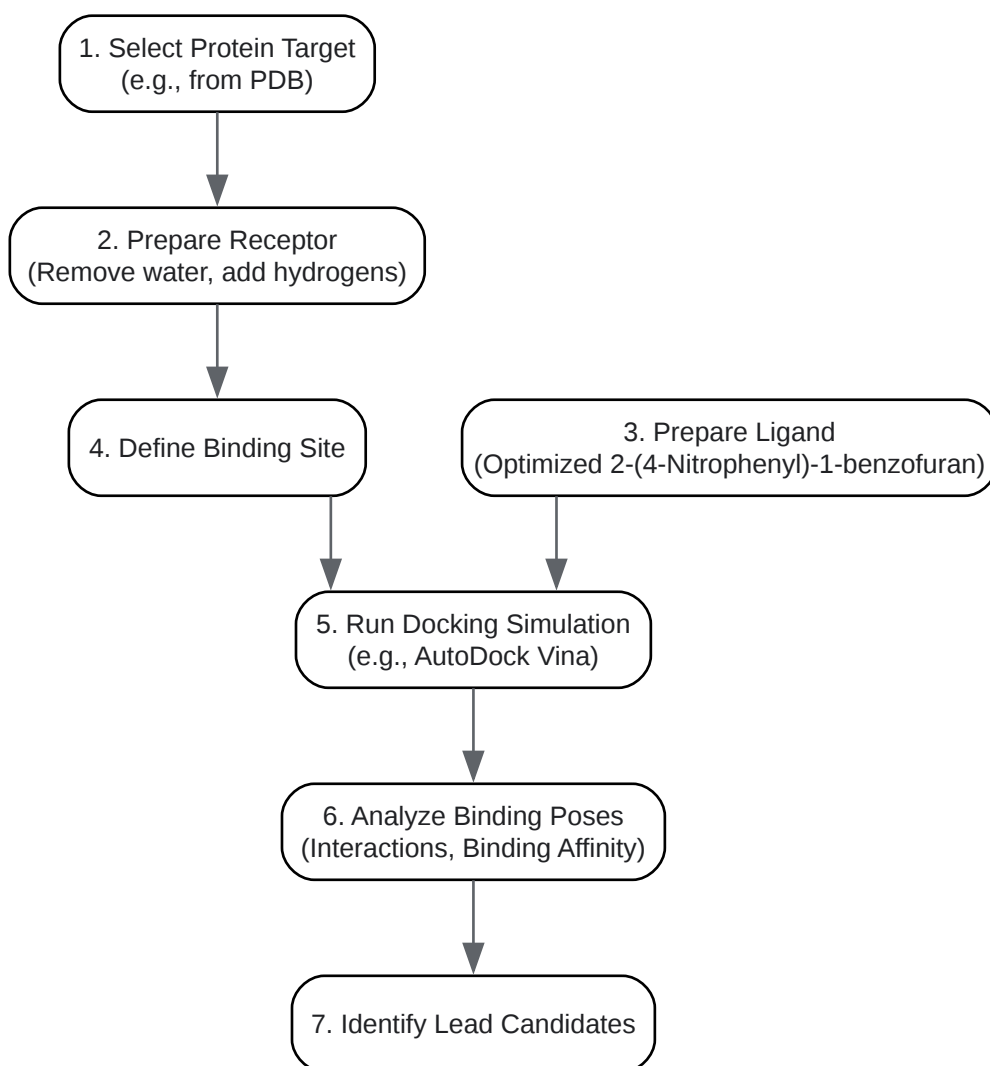 1. Select Protein Target
(e.g., from PDB)
2. Prepare Receptor
(Remove water, add hydrogens)
4. Define Binding Site
3. Prepare Ligand
(Optimized 2-(4-Nitrophenyl)-1-benzofuran)
5. Run Docking Simulation
(e.g., AutoDock Vina)
6. Analyze Binding Poses
(Interactions, Binding Affinity)
7. Identify Lead Candidates